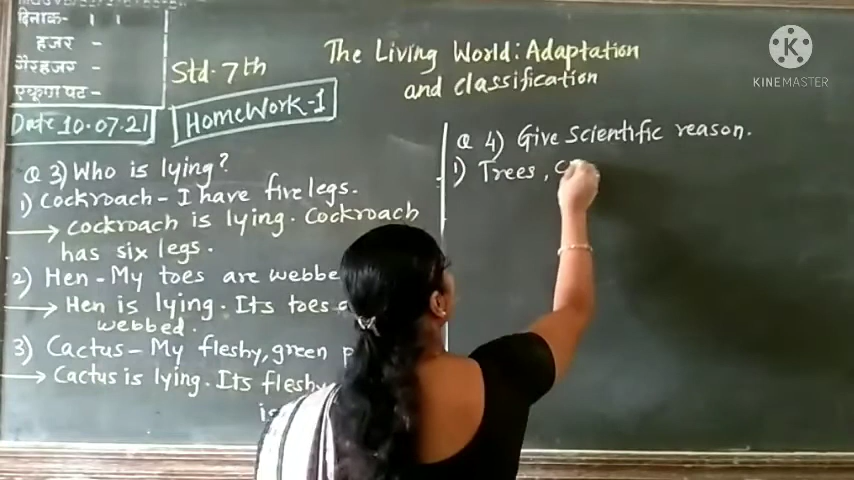 दिनांक-
हजर -
गैरहजर -
एकूण पट -
Date 10.07.21
Std. 7th
HomeWork-1
The Living World: Adaptation
and classification
KINEMASTER
Q 3) Who is lying?
1) Cockroach - I have five legs.
→ cockroach is lying. Cockroach
has six legs.
2) Hen - My toes are webbe
→ Hen is lying. Its toes
webbed.
3) Cactus - My fleshy, green
→ Cactus is lying. Its fleshy
Q 4) Give Scientific reason.
1) Trees,